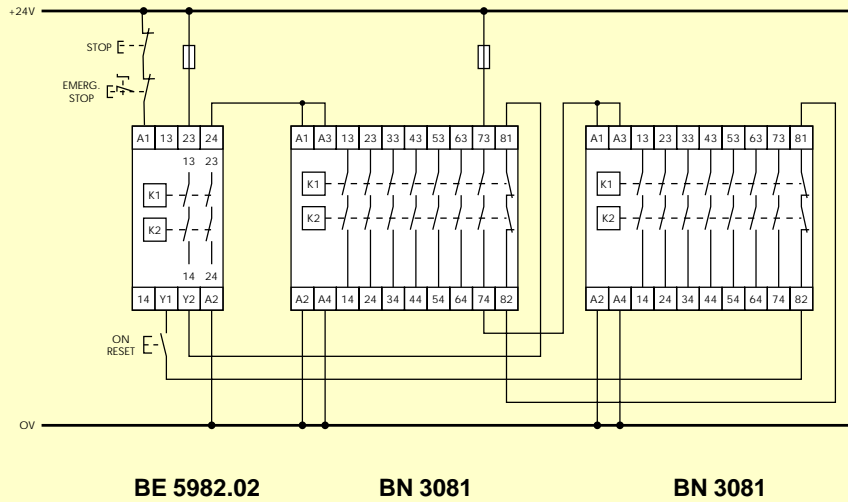 +24V
STOP
EMERG.
STOP
A1 13 23 24
A1 A3 13 23 33 43 53 63 73 81
A1 A3 13 23 33 43 53 63 73 81
13 23
K1
K2
14 24
K1
K2
K1
K2
14 Y1 Y2 A2
A2 A4 14 24 34 44 54 64 74 82
A2 A4 14 24 34 44 54 64 74 82
ON
RESET
OV
BE 5982.02
BN 3081
BN 3081